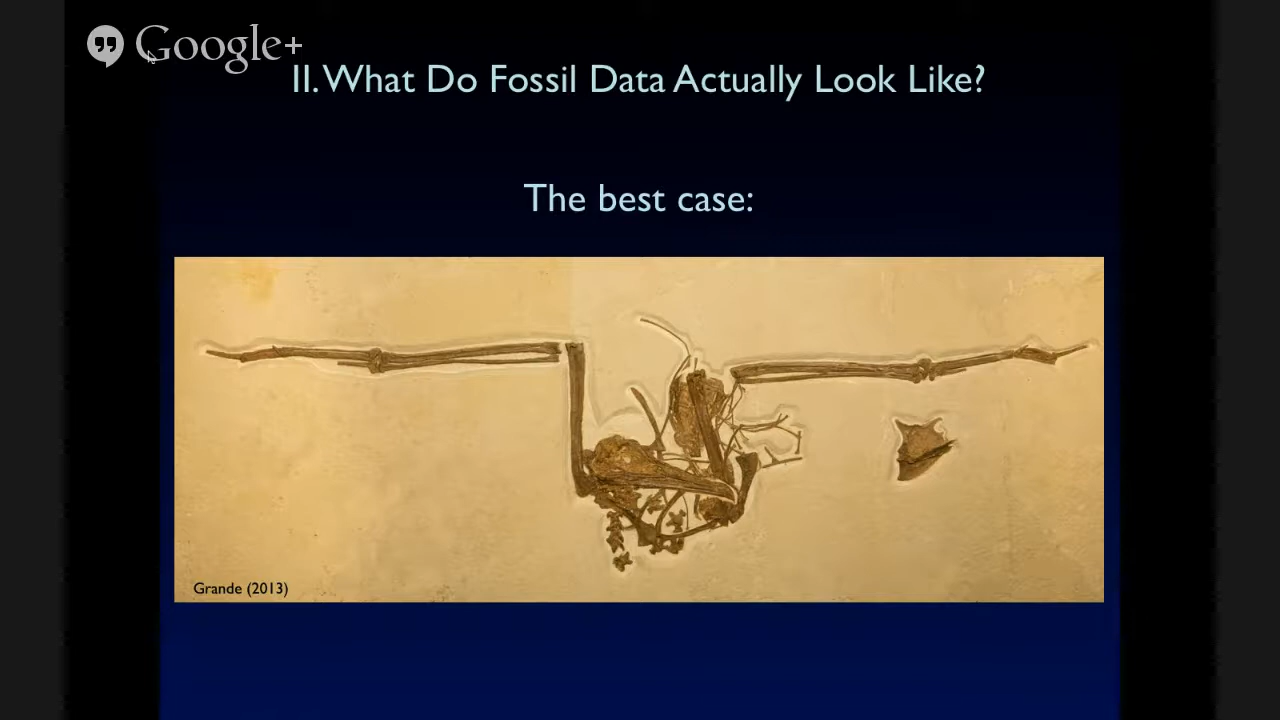 Google+
II. What Do Fossil Data Actually Look Like?
The best case:
Grande (2013)